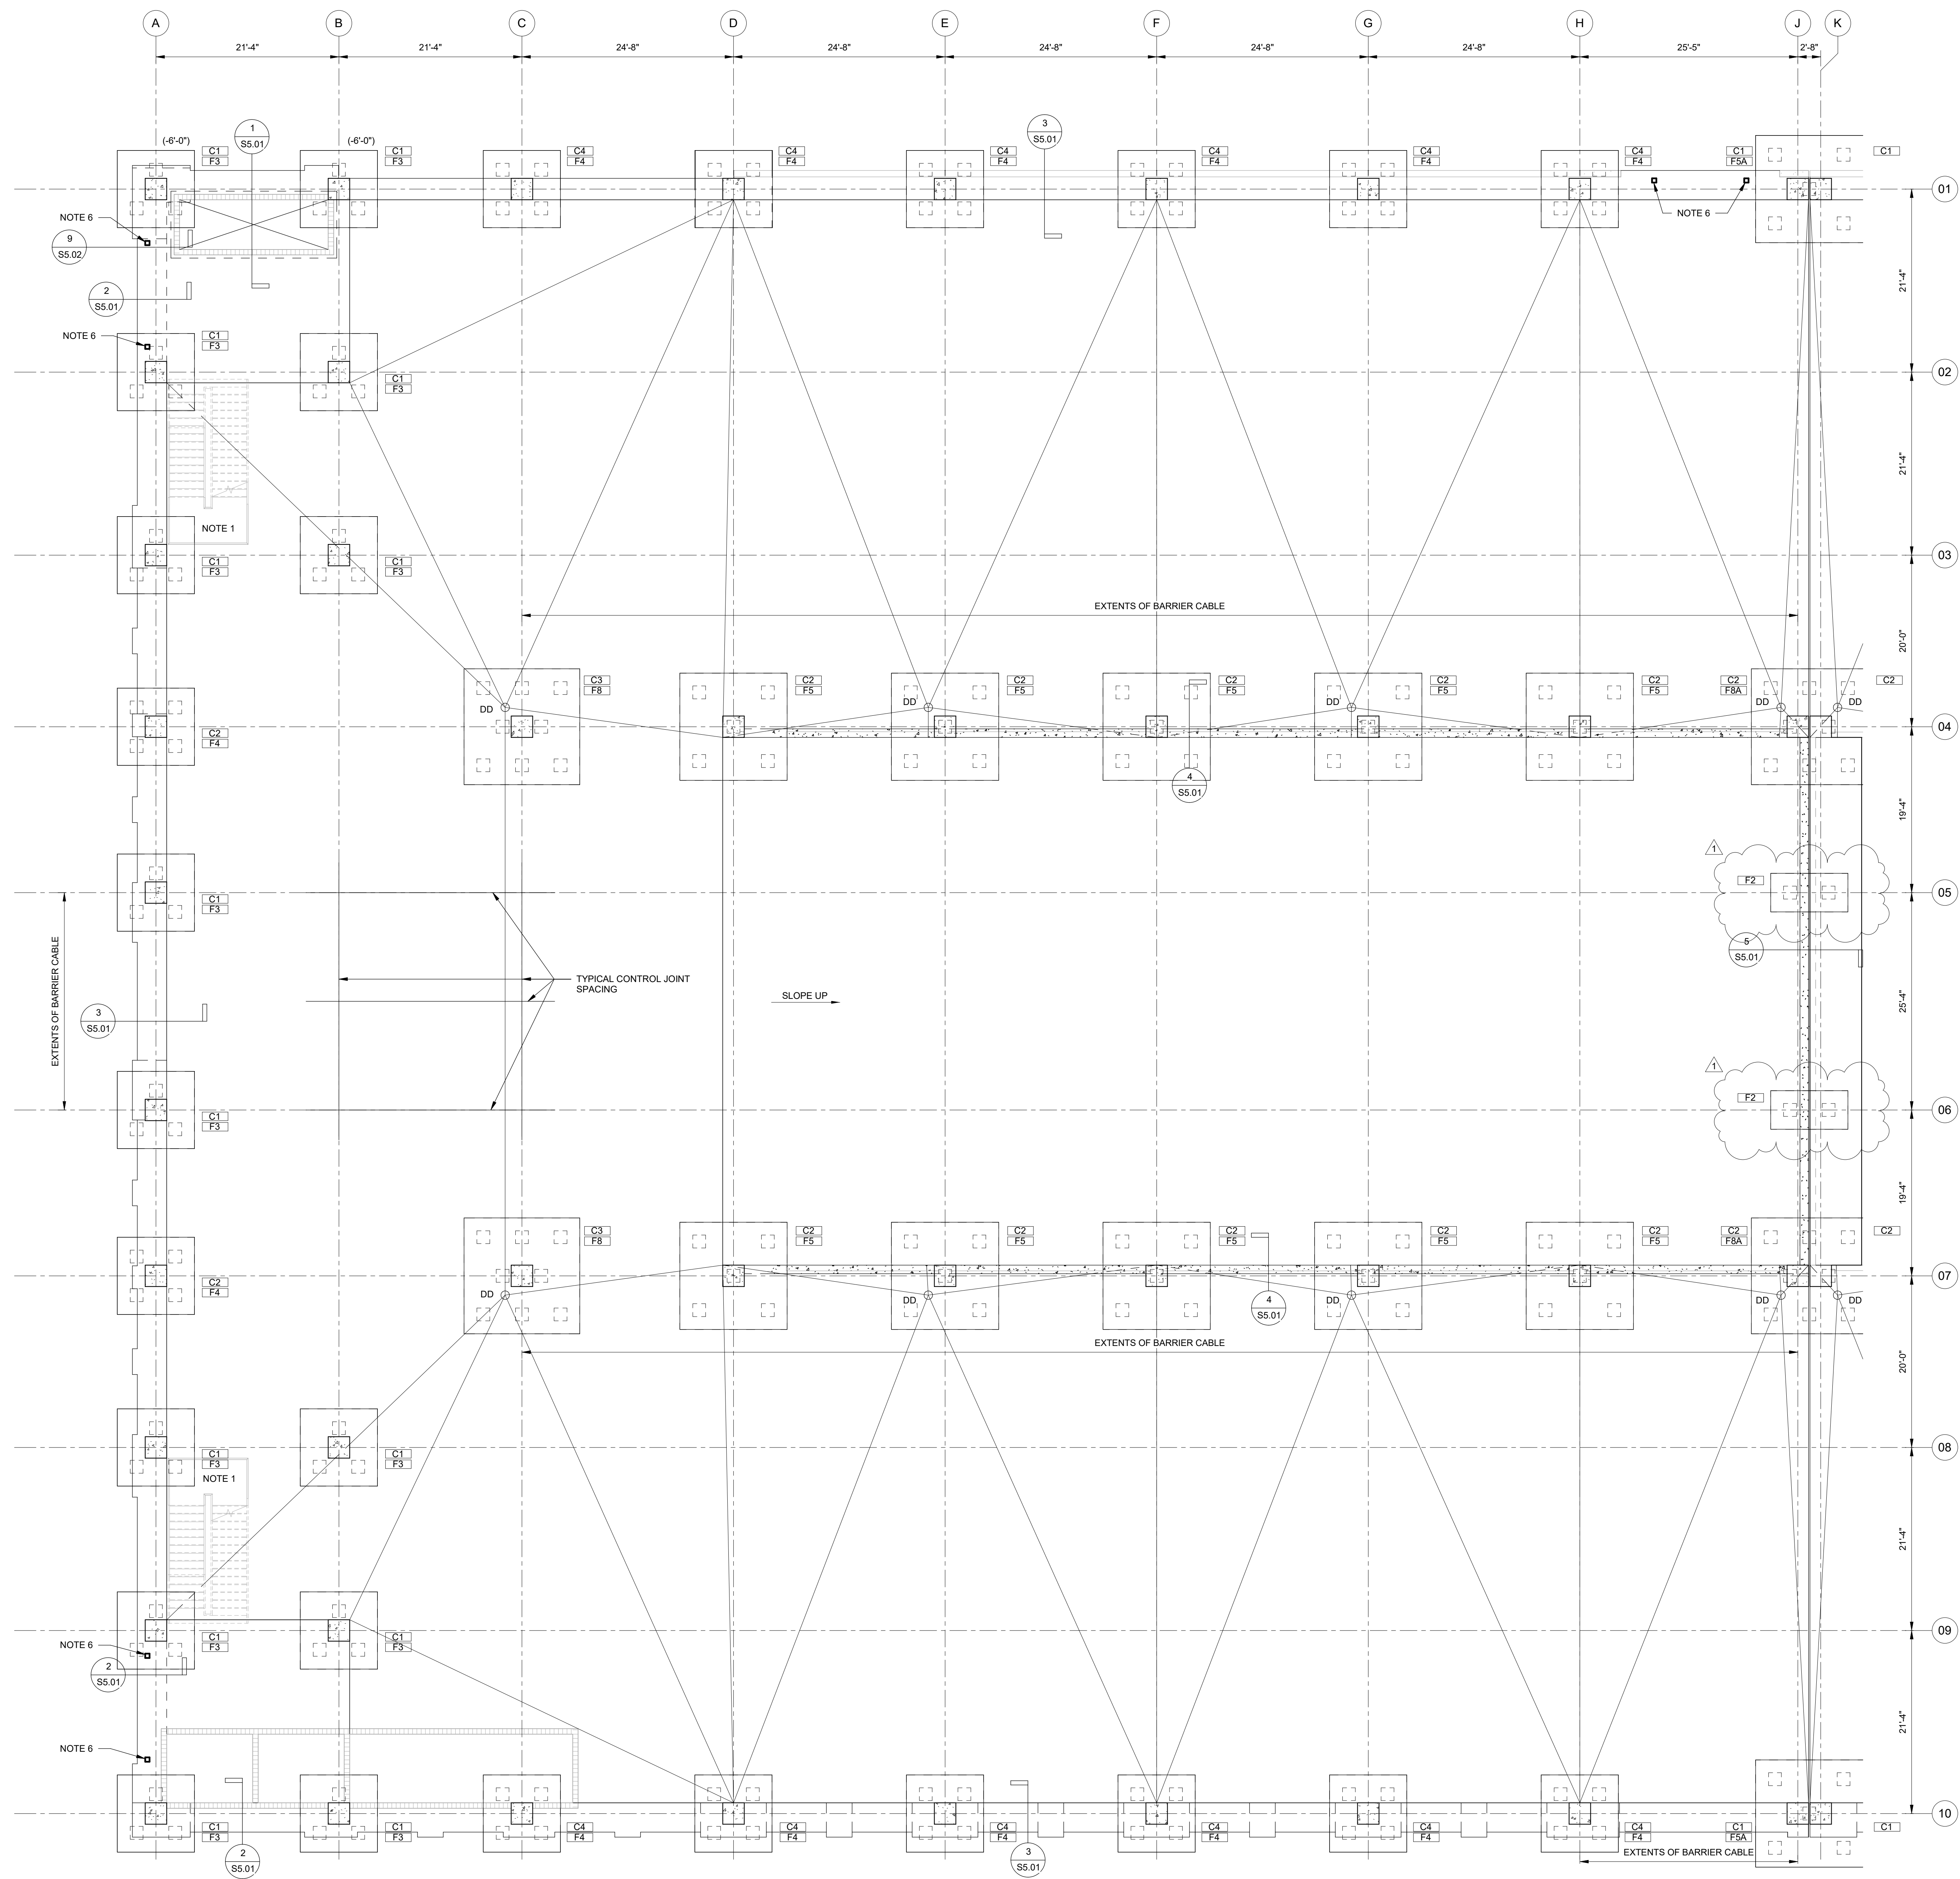 A
B
C
D
E
F
G
H
J
K
21'-4"
21'-4"
24'-8"
24'-8"
24'-8"
24'-8"
24'-8"
25'-5"
2'-8"
1
S5.01
3
S5.01
(-6'-0")
(-6'-0")
C1
F3
C1
F3
C4
F4
C4
F4
C4
F4
C4
F4
C4
F4
C4
F4
C1
F5A
C1
01
NOTE 6
NOTE 6
9
S5.02
2
S5.01
21'-4"
NOTE 6
C1
F3
C1
F3
02
21'-4"
NOTE 1
C1
F3
C1
F3
03
EXTENTS OF BARRIER CABLE
20'-0"
C3
F8
C2
F5
C2
F5
C2
F5
C2
F5
C2
F5
C2
F8A
C2
DD
DD
DD
DD
DD
C2
F4
04
4
S5.01
19'-4"
1
F2
C1
F3
05
5
S5.01
EXTENTS OF BARRIER CABLE
TYPICAL CONTROL JOINT
SPACING
SLOPE UP
25'-4"
3
S5.01
1
F2
C1
F3
06
19'-4"
C3
F8
C2
F5
C2
F5
C2
F5
C2
F5
C2
F5
C2
F8A
C2
C2
F4
07
DD
DD
DD
DD
DD
4
S5.01
EXTENTS OF BARRIER CABLE
20'-0"
C1
F3
C1
F3
08
NOTE 1
21'-4"
C1
F3
C1
F3
09
NOTE 6
2
S5.01
21'-4"
NOTE 6
C1
F3
C1
F3
C4
F4
C4
F4
C4
F4
C4
F4
C4
F4
C4
F4
C1
F5A
C1
10
2
S5.01
3
S5.01
EXTENTS OF BARRIER CABLE